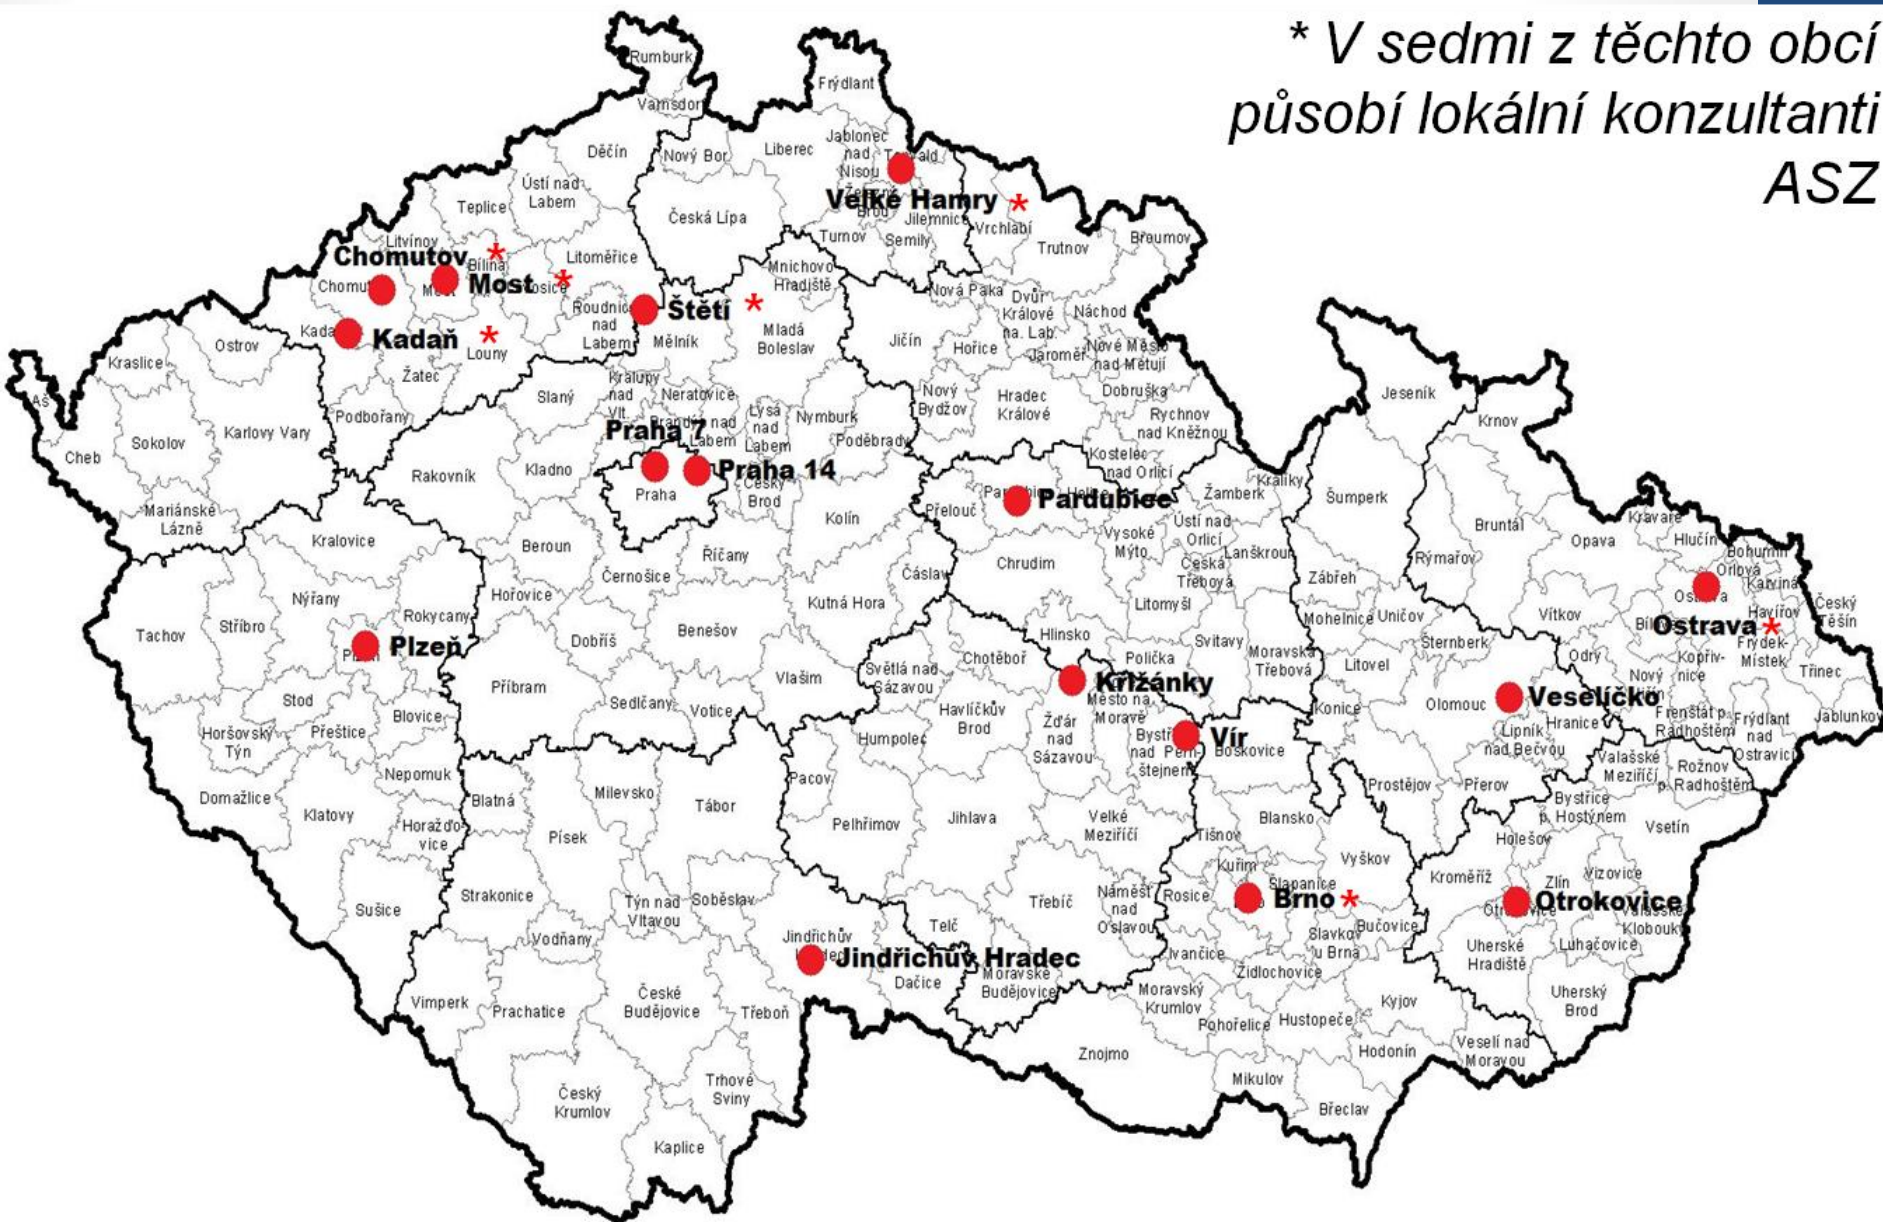 * V sedmi z těchto obcí
působí lokální konzultanti
ASZ
Rumburk
Varnsdorf
Frýdlant
Děčín
Nový Bor
Liberec
Jablonec
nad
Nisou
Ústí nad
Labem
Teplice
Česká Lípa
Velké Hamry *
Jilemnice
Vrchlabí
Turnov
Semily
Trutnov
Broumov
Litvínov
Chomutov
Bílina
*
Most
*
Litoměřice
Mnichovo
Hradiště
Roudnice
nad
Labem
Štětí
*
Mělník
Mladá
Boleslav
Nová Paka
Dvůr
Králové
na. Lab.
Náchod
Jičín
Hořice
Jaroměř
Nové Město
nad Metují
Kadaň
*
Louny
Žatec
Podbořany
Kraslice
Ostrov
Aš
Cheb
Sokolov
Karlovy Vary
Mariánské
Lázně
Slaný
Kralupy
nad
Vlt.
Neratovice
Lysá
nad
Labem
Nymburk
Poděbrady
Nový
Bydžov
Hradec
Králové
Dobruška
Rychnov
nad Kněžnou
Jeseník
Krnov
Praha 7
Praha 14
Praha
Český
Brod
Rakovník
Kladno
Kolín
Kostelec
nad Orlicí
Přelouč
Pardubice
Žamberk
Králíky
Šumperk
Bruntál
Kravaře
Hlučín
Opava
Bohumín
Orlová
Karviná
Kralovice
Beroun
Říčany
Černošice
Čáslav
Chrudim
Vysoké
Mýto
Ústí nad
Orlicí
Lanškroun
Česká
Třebová
Zábřeh
Rýmařov
Nýřany
Rokycany
Hořovice
Kutná Hora
Litomyšl
Mohelnice
Uničov
Vítkov
Havířov
Český
Těšín
Ostrava *
Tachov
Stříbro
Plzeň
Dobříš
Benešov
Hlinsko
Svitavy
Šternberk
Frýdek-
Místek
Příbram
Vlašim
Světlá nad
Sázavou
Chotěboř
Polička
Moravská
Třebová
Litovel
Odry
Kopřiv-
nice
Třinec
Křižánky
Město na
Moravě
Veselíčko
Stod
Blovice
Přeštice
Horšovský
Týn
Sedlčany
Votice
Havlíčkův
Brod
Žďár
nad
Sázavou
Vír
Konice
Olomouc
Hranice
Lipník
nad Bečvou
Frenštát p.
Radhoštěm
Frýdlant
nad
Ostravicí
Jablunkov
Humpolec
Boskovice
Nepomuk
Domažlice
Klatovy
Horažďo-
vice
Blatná
Milevsko
Tábor
Pacov
Písek
Pelhřimov
Jihlava
Velké
Meziříčí
Tišnov
Blansko
Prostějov
Přerov
Valašské
Meziříčí
Rožnov
p. Radhoštěm
Bystřice
p. Hostýnem
Vsetín
Holešov
Sušice
Strakonice
Týn nad
Vltavou
Soběslav
Třebíč
Náměšť
nad
Oslavou
Rosice
Kuřim
Šlapanice
Vyškov
Kroměříž
Zlín
Vizovice
Brno *
Otrokovice
Valašské
Klobouky
Vodňany
Jindřichův
Jindřichův Hradec
Telč
Dačice
Moravské
Budějovice
Ivančice
Slavkov
u Brna
Bučovice
Židlochovice
Uherské
Hradiště
Luhačovice
Uherský
Brod
Vimperk
Prachatice
České
Budějovice
Třeboň
Moravský
Krumlov
Pohořelice
Hustopeče
Kyjov
Znojmo
Hodonín
Veselí nad
Moravou
Mikulov
Břeclav
Český
Krumlov
Trhové
Sviny
Kaplice